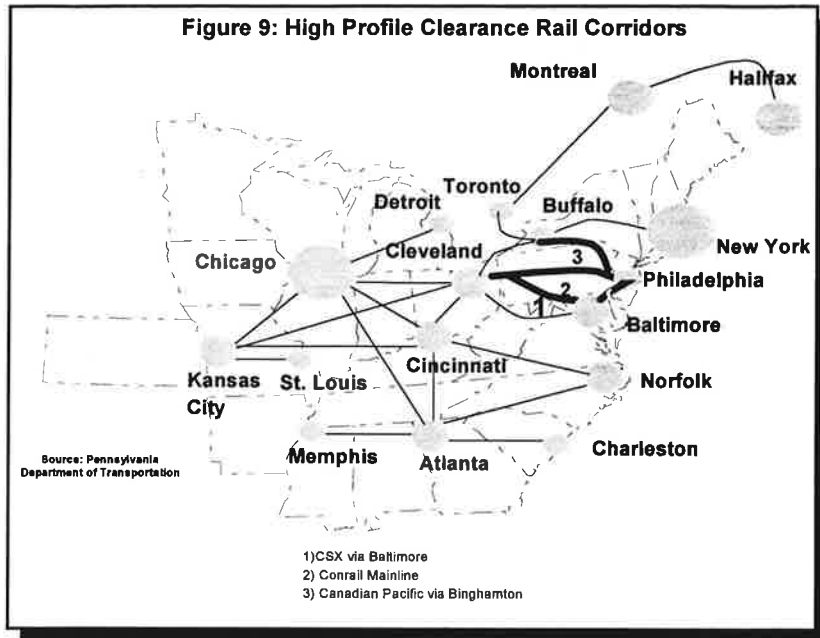 Figure 9: High Profile Clearance Rail Corridors
Montreal
Halifax
Toronto
Detroit
Buffalo
Cleveland
New York
Chicago
3
Philadelphia
2
1
Baltimore
Cincinnati
Kansas
City
St. Louis
Norfolk
Memphis
Atlanta
Charleston
Source: Pennsylvania
Department of Transportation
1)CSX via Baltimore
2) Conrail Mainline
3) Canadian Pacific via Binghamton